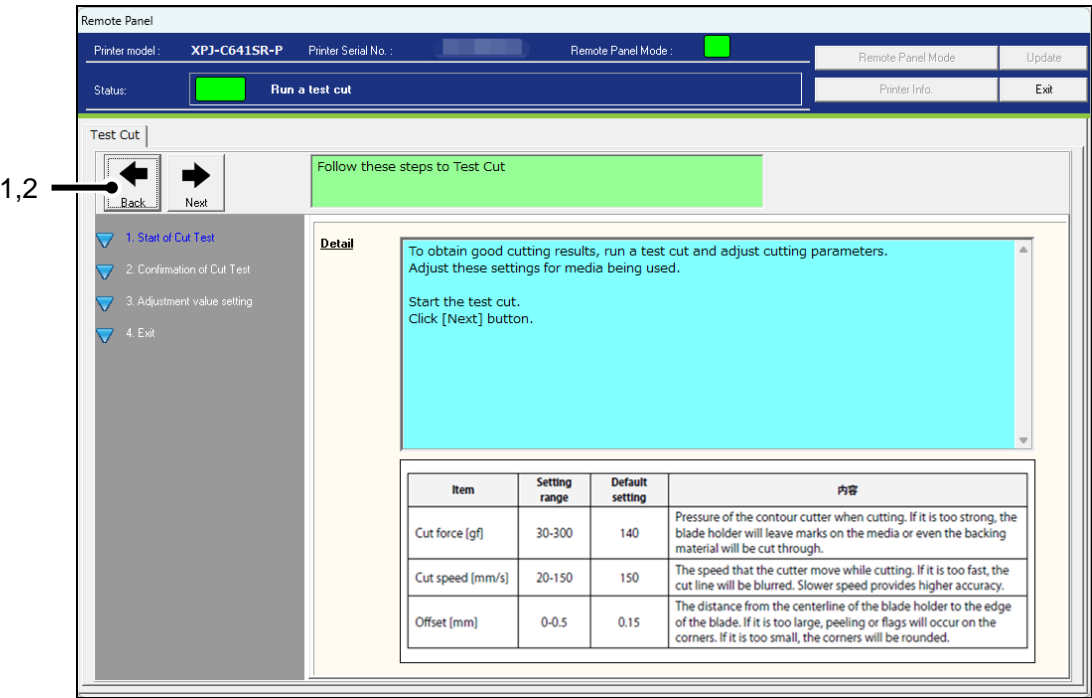 Remote Panel
Printer model : XPJ-C641SR-P Printer Serial No. : Remote Panel Mode :
Remote Panel Mode Update
Status: Run a test cut
Printer Info. Exit
Test Cut
1,2
Back Next
Follow these steps to Test Cut
1. Start of Cut Test
2. Confirmation of Cut Test
3. Adjustment value setting
4. Exit
Detail
To obtain good cutting results, run a test cut and adjust cutting parameters.
Adjust these settings for media being used.
Start the test cut.
Click [Next] button.
Item Setting range Default setting 内容
Cut force [gf] 30-300 140 Pressure of the contour cutter when cutting. If it is too strong, the
blade holder will leave marks on the media or even the backing
material will be cut through.
Cut speed [mm/s] 20-150 150 The speed that the cutter move while cutting. If it is too fast, the
cut line will be blurred. Slower speed provides higher accuracy.
Offset [mm] 0-0.5 0.15 The distance from the centerline of the blade holder to the edge
of the blade. If it is too large, peeling or flags will occur on the
corners. If it is too small, the corners will be rounded.